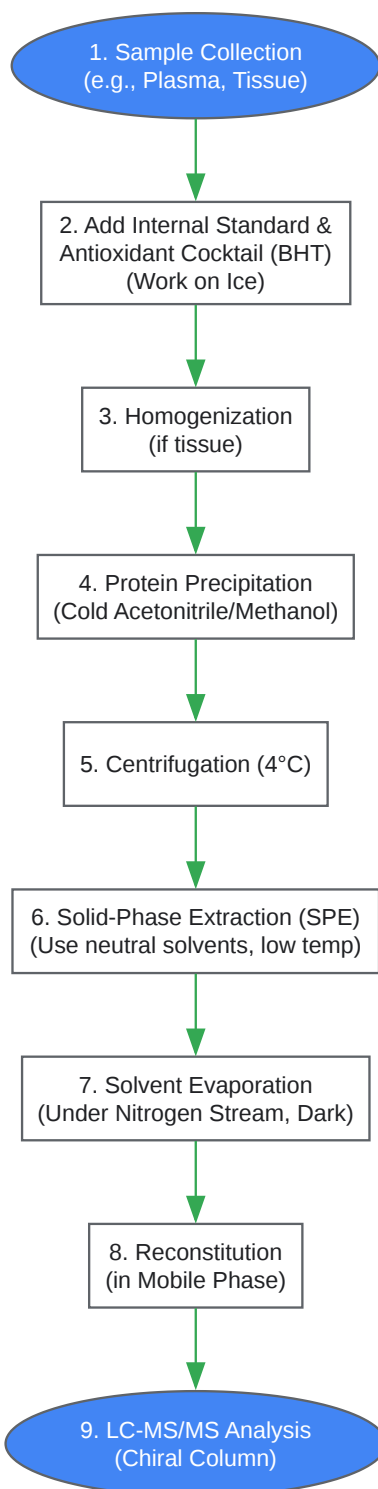 1. Sample Collection
(e.g., Plasma, Tissue)
2. Add Internal Standard &
Antioxidant Cocktail (BHT)
(Work on Ice)
3. Homogenization
(if tissue)
4. Protein Precipitation
(Cold Acetonitrile/Methanol)
5. Centrifugation (4°C)
6. Solid-Phase Extraction (SPE)
(Use neutral solvents, low temp)
7. Solvent Evaporation
(Under Nitrogen Stream, Dark)
8. Reconstitution
(in Mobile Phase)
9. LC-MS/MS Analysis
(Chiral Column)